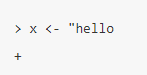 > x <- "hello
+